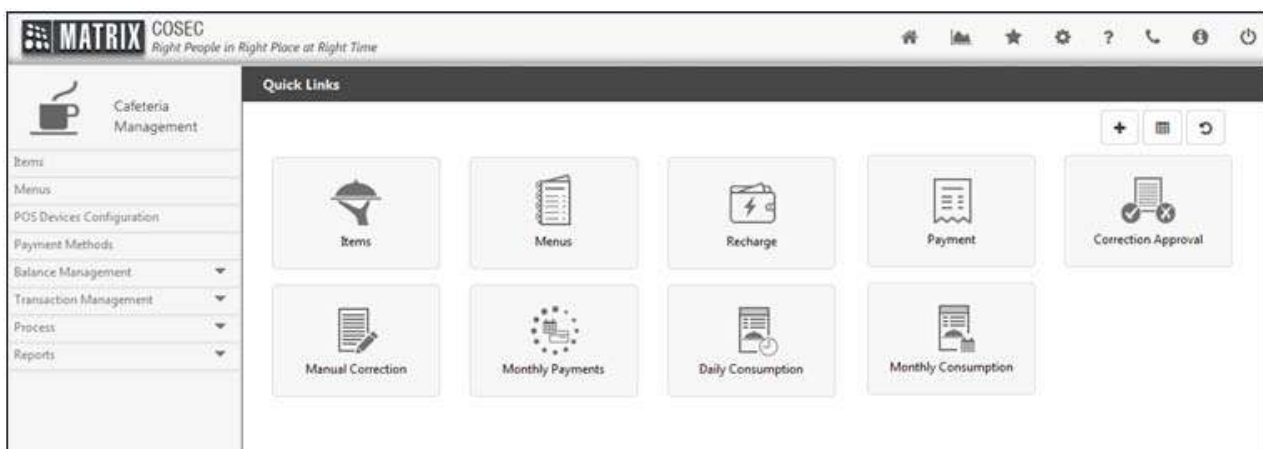 MATRIX COSEC
Right People in Right Place at Right Time
?
Cafeteria
Management
Items
Menus
POS Devices Configuration
Payment Methods
Balance Management
Transaction Management
Process
Reports
Quick Links
Items
Menus
Recharge
Payment
Correction Approval
Manual Correction
Monthly Payments
Daily Consumption
Monthly Consumption